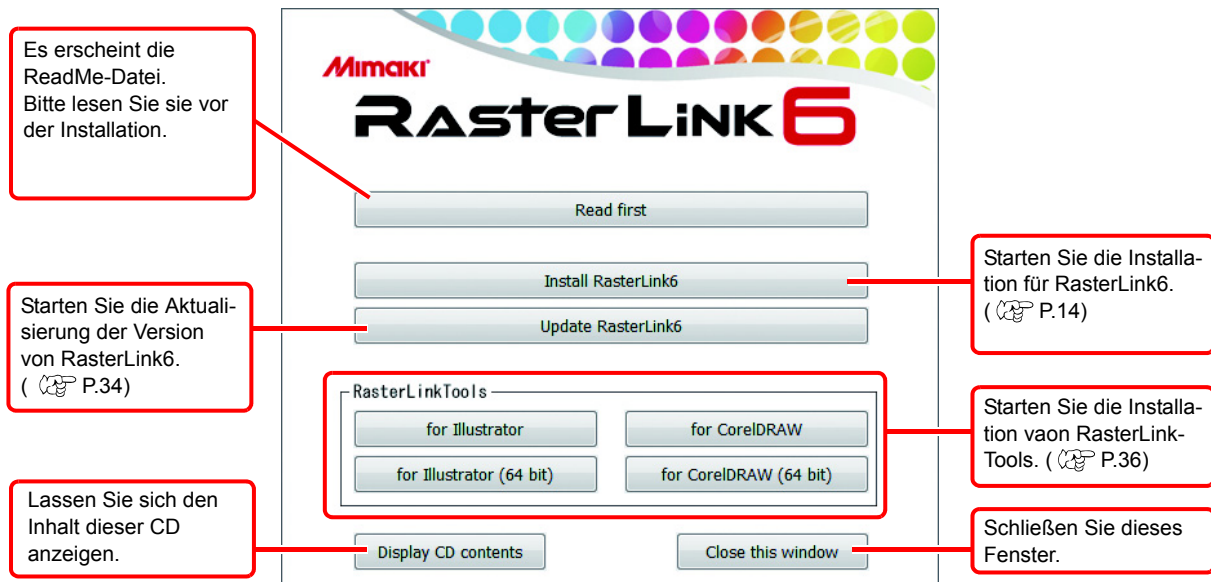 Es erscheint die
ReadMe-Datei.
Bitte lesen Sie sie vor
der Installation.
Mimaki
RASTER LINK 6
Read first
Install RasterLink6
Starten Sie die Installa-
tion für RasterLink6.
( P.14)
Starten Sie die Aktuali-
sierung der Version
von RasterLink6.
( P.34)
Update RasterLink6
RasterLinkTools
for Illustrator
for CorelDRAW
for Illustrator (64 bit)
for CorelDRAW (64 bit)
Starten Sie die Installa-
tion vaon RasterLink-
Tools. ( P.36)
Lassen Sie sich den
Inhalt dieser CD
anzeigen.
Display CD contents
Close this window
Schließen Sie dieses
Fenster.